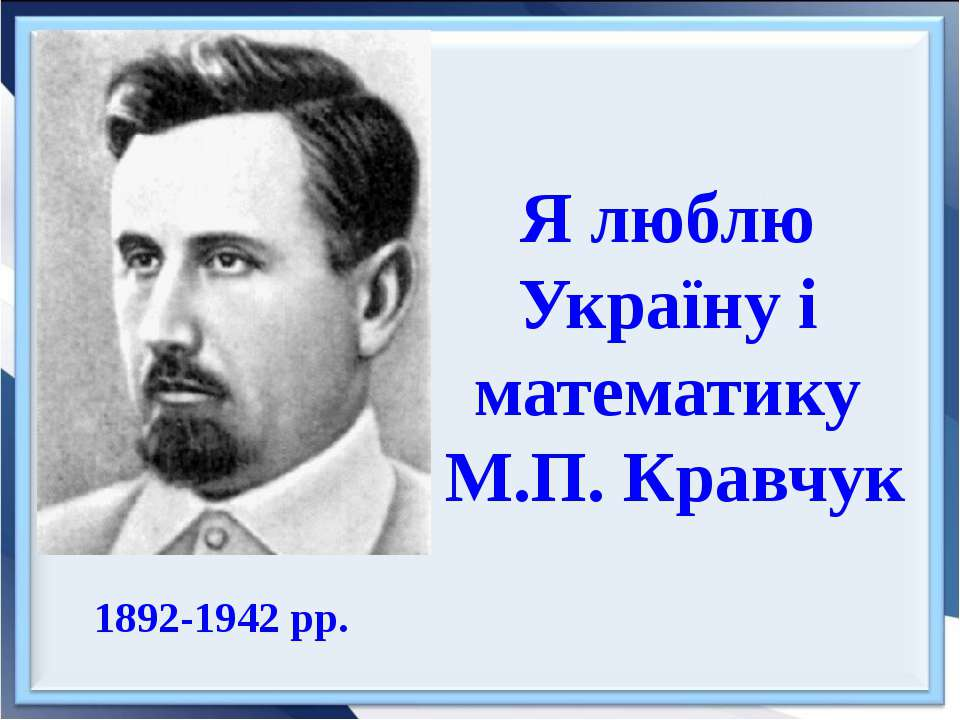 Я люблю
Україну і
математику
М.П. Кравчук
1892-1942 рр.